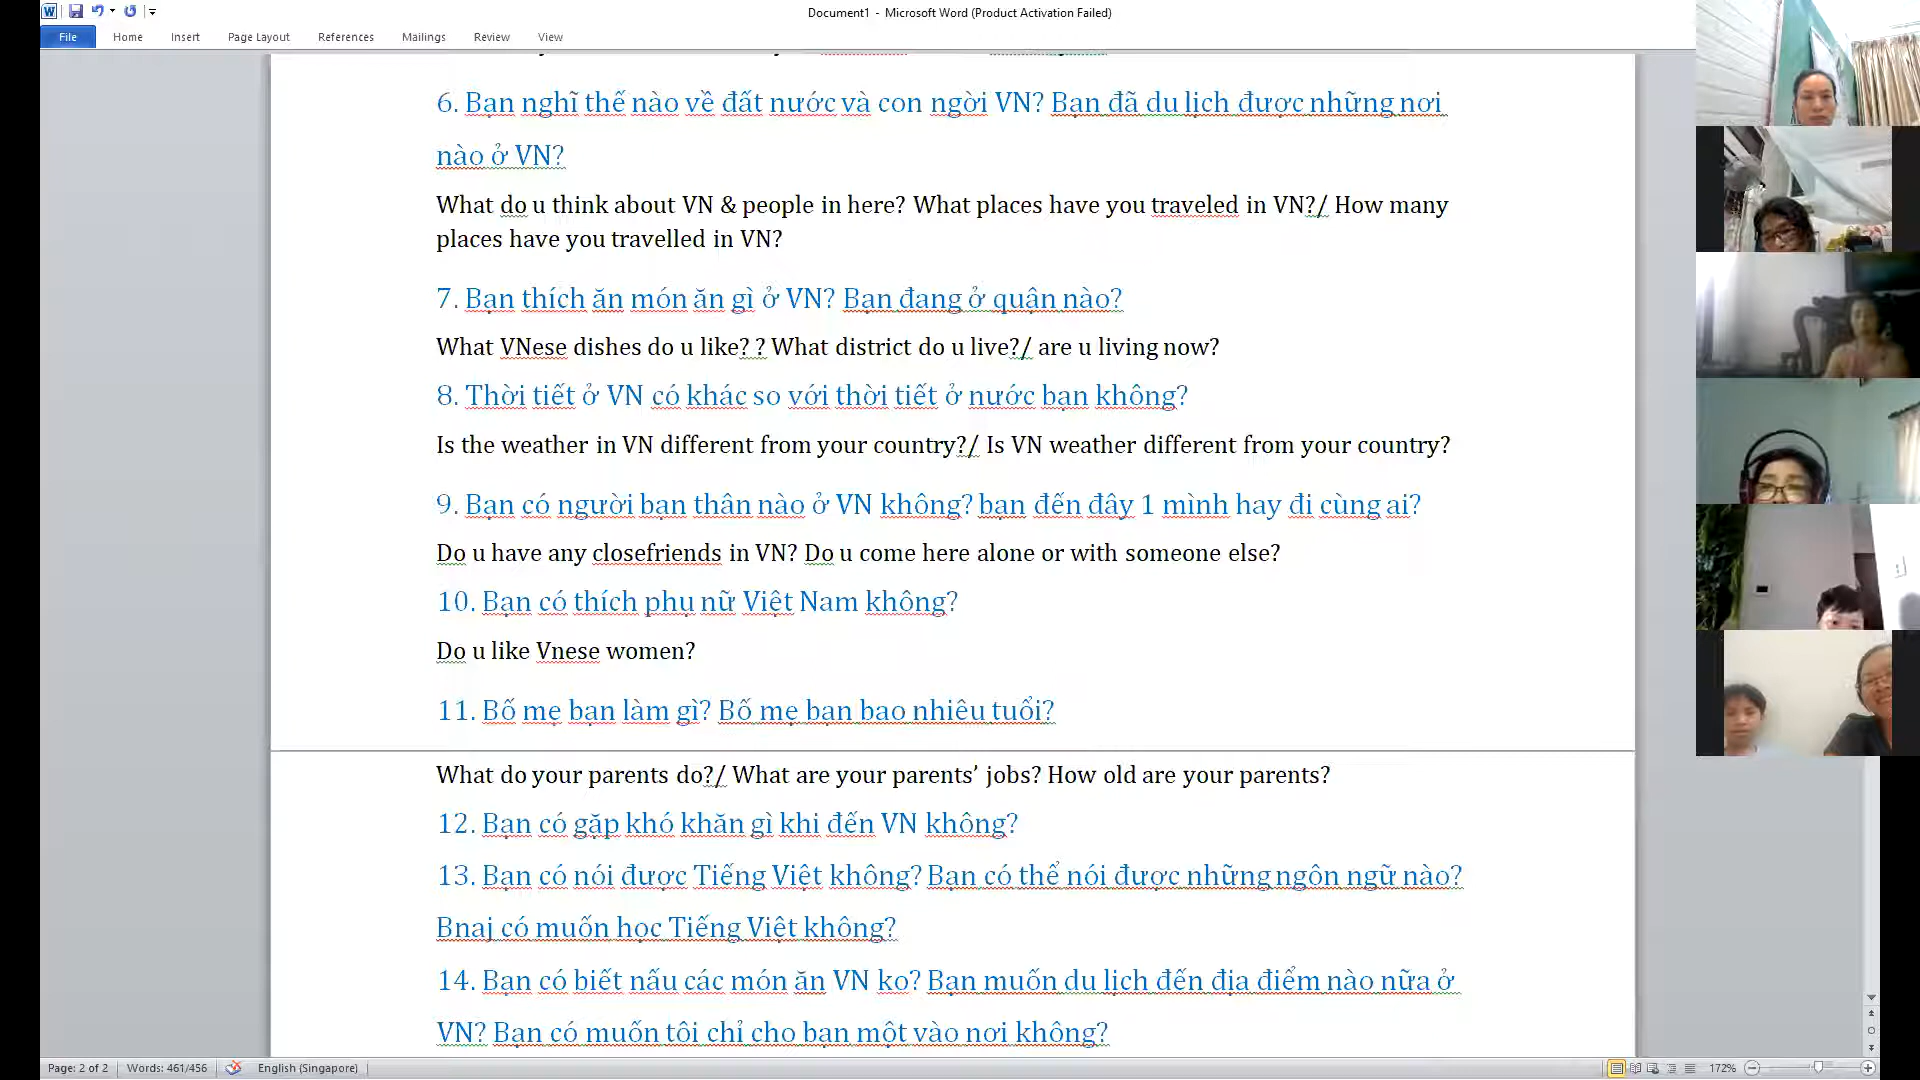 Document1 - Microsoft Word (Product Activation Failed)
File Home Insert Page Layout References Mailings Review View
6. Bạn nghĩ thế nào về đất nước và con ngời VN? Bạn đã du lịch được những nơi
nào ở VN?
What do u think about VN & people in here? What places have you traveled in VN?/ How many
places have you travelled in VN?
7. Bạn thích ăn món ăn gì ở VN? Bạn đang ở quận nào?
What VNese dishes do u like? ? What district do u live?/ are u living now?
8. Thời tiết ở VN có khác so với thời tiết ở nước bạn không?
Is the weather in VN different from your country?/ Is VN weather different from your country?
9. Bạn có người bạn thân nào ở VN không? bạn đến đây 1 mình hay đi cùng ai?
Do u have any closefriends in VN? Do u come here alone or with someone else?
10. Bạn có thích phụ nữ Việt Nam không?
Do u like Vnese women?
11. Bố mẹ bạn làm gì? Bố mẹ bạn bao nhiêu tuổi?
What do your parents do?/ What are your parents’ jobs? How old are your parents?
12. Bạn có gặp khó khăn gì khi đến VN không?
13. Bạn có nói được Tiếng Việt không? Bạn có thể nói được những ngôn ngữ nào?
Bnaj có muốn học Tiếng Việt không?
14. Bạn có biết nấu các món ăn VN ko? Bạn muốn du lịch đến địa điểm nào nữa ở
VN? Bạn có muốn tôi chỉ cho bạn một vào nơi không?
Page: 2 of 2 Words: 461/456 English (Singapore) 172%